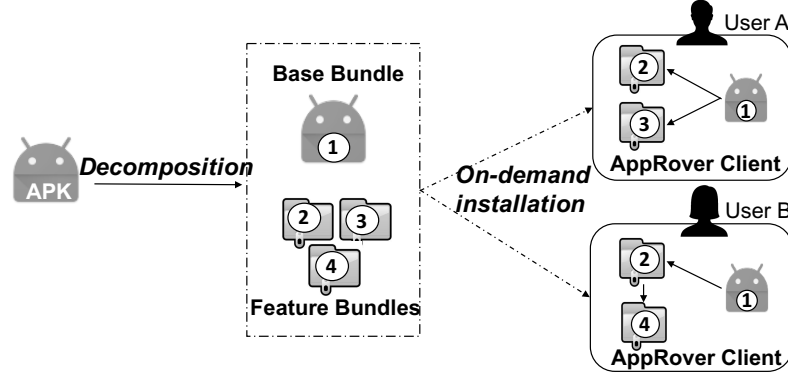 APK
Decomposition
Base Bundle
1
2
3
4
Feature Bundles
On-demand
installation
User A
2
3
1
AppRover Client
User B
2
1
4
AppRover Client